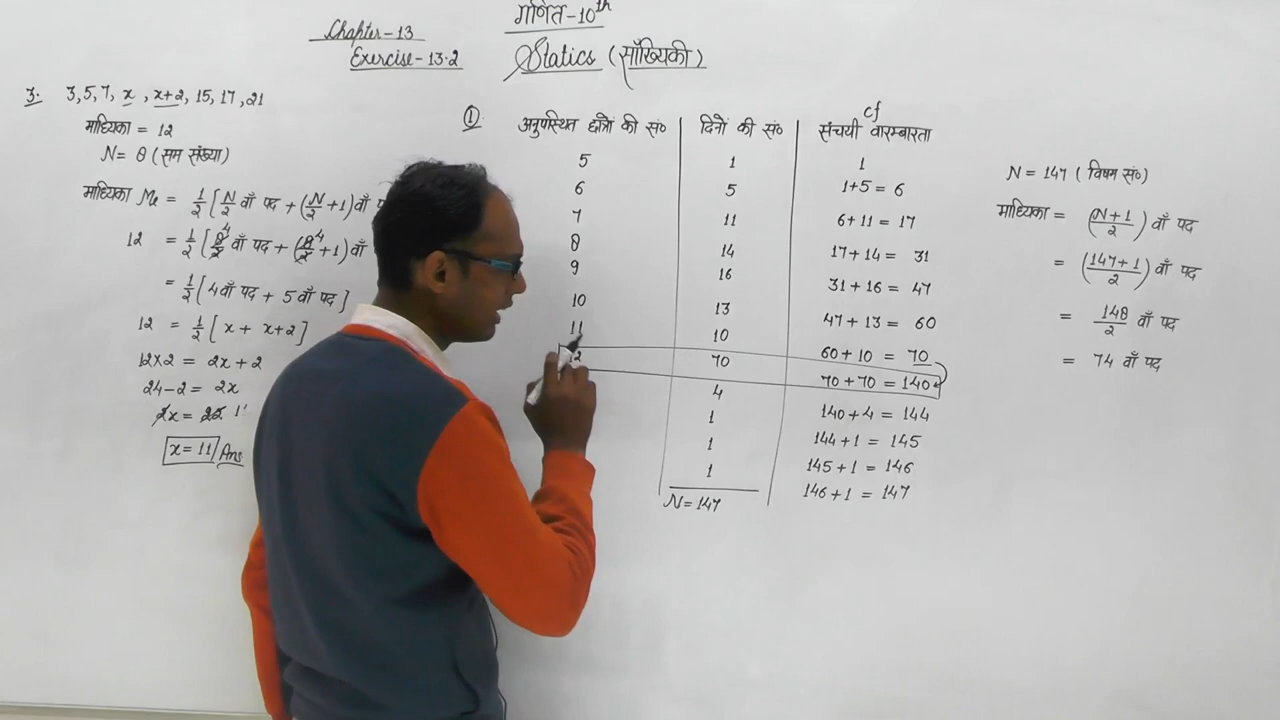 गणित-10th
Chapter-13
Exercise-13.2
Statics (साँख्यिकी)
3. 3,5,7, x, x+2, 15, 17, 21
माध्यिका = 12
N= 8 (सम संख्या)
माध्यिका Me = 1/2 [N/2 वाँ पद + (N/2 +1) वाँ
12 = 1/2 [8/2 4 वाँ पद + (8/2 4 +1) वाँ
= 1/2 [4वाँ पद + 5वाँ पद]
12 = 1/2 [x + x+2]
12×2 = 2x+2
24-2 = 2x
2x = 22 11
x=11 Ans
①. अनुपस्थित छात्रों की सं० दिनों की सं० cf संचयी वारम्बारता
5 1 1
6 5 1+5 = 6
7 11 6+11 = 17
8 14 17+14 = 31
9 16 31+16 = 47
10 13 47+13 = 60
11 10 60+10 = 70
2 70 70+70 = 140
4 140+4 = 144
1 144+1 = 145
1 145+1 = 146
1 146+1 = 147
N=147
N=147 (विषम सं०)
माध्यिका = (N+1/2) वाँ पद
= (147+1/2) वाँ पद
= 148/2 वाँ पद
= 74 वाँ पद